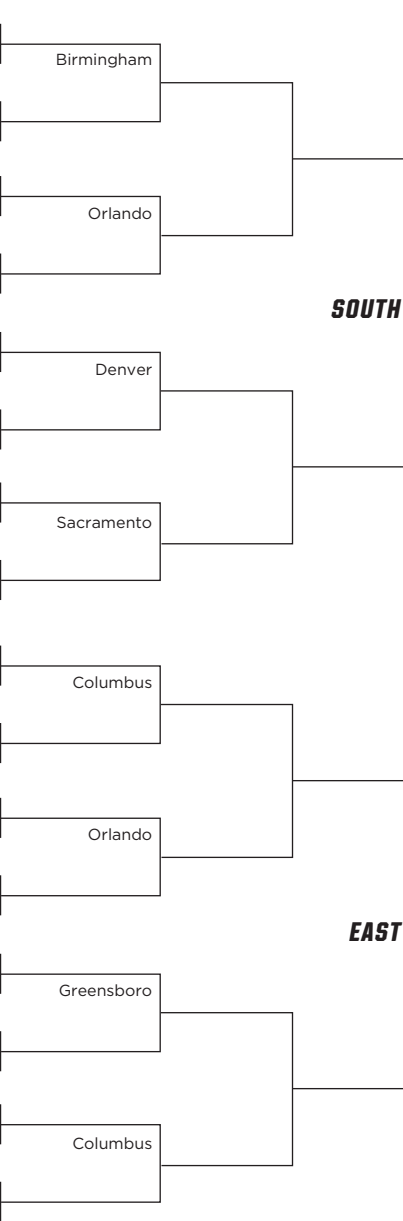 Birmingham
Orlando
SOUTH
Denver
Sacramento
Columbus
Orlando
EAST
Greensboro
Columbus